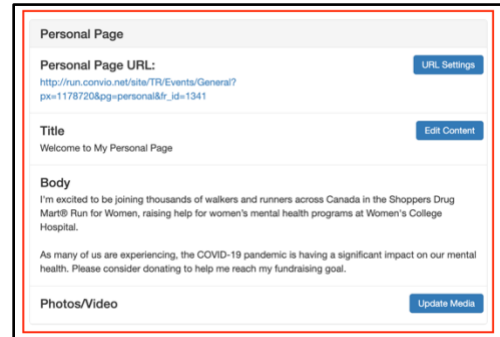 Personal Page
Personal Page URL:
URL Settings
http://run.convio.net/site/TR/Events/General?
px=1178720&pg=personal&fr_id=1341
Title
Edit Content
Welcome to My Personal Page
Body
I'm excited to be joining thousands of walkers and runners across Canada in the Shoppers Drug
Mart® Run for Women, raising help for women's mental health programs at Women's College
Hospital.
As many of us are experiencing, the COVID-19 pandemic is having a significant impact on our mental
health. Please consider donating to help me reach my fundraising goal.
Photos/Video
Update Media